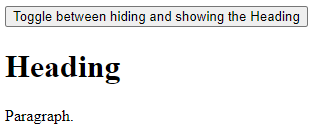 Toggle between hiding and showing the Heading
Heading
Paragraph.